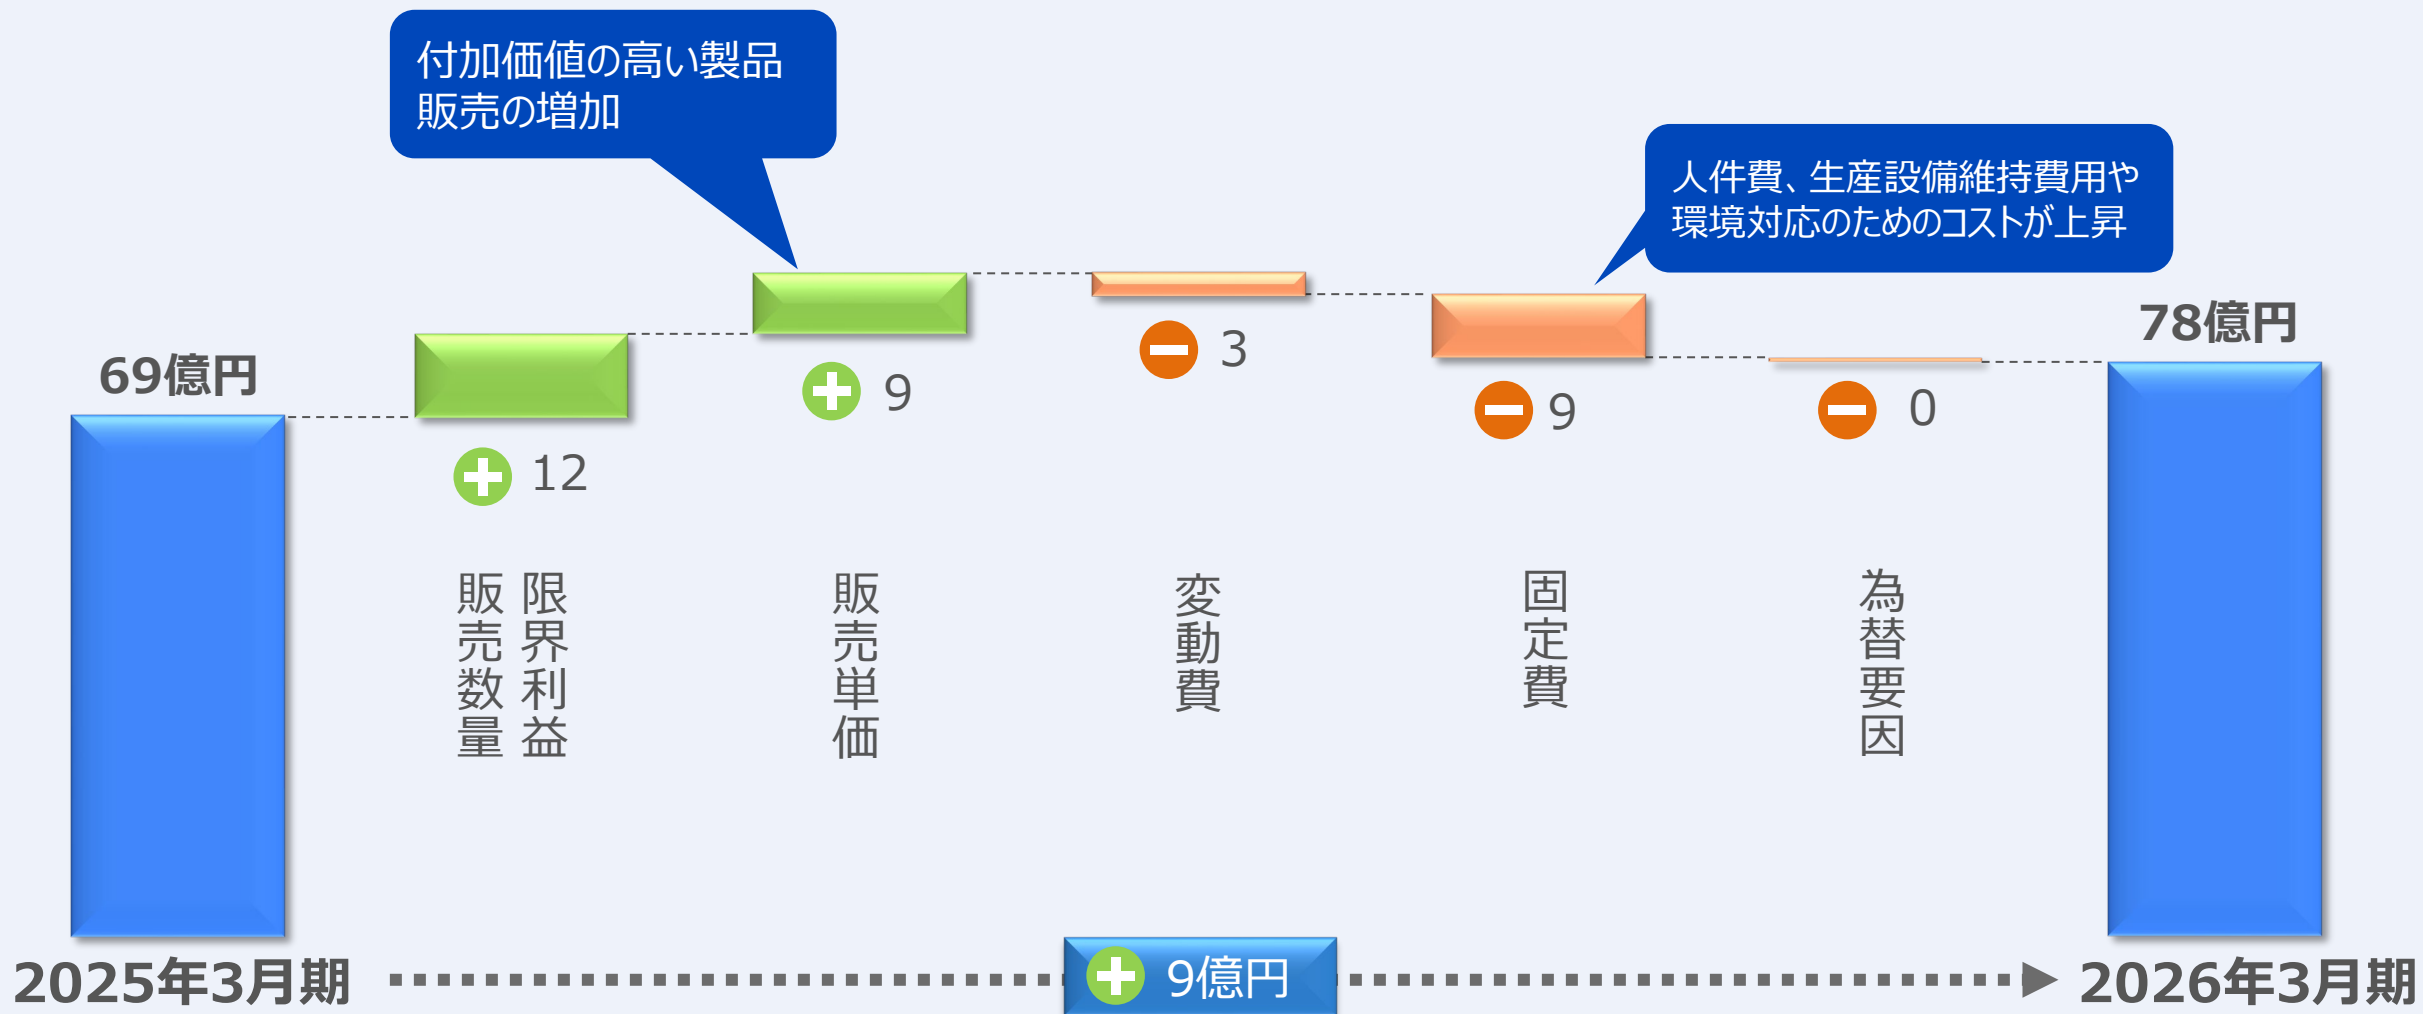 付加価値の高い製品
販売の増加
人件費、生産設備維持費用や
環境対応のためのコストが上昇
69億円
12
9
3
9
0
78億円
限界利益
販売数量
販売単価
変動費
固定費
為替要因
2025年3月期
9億円
2026年3月期